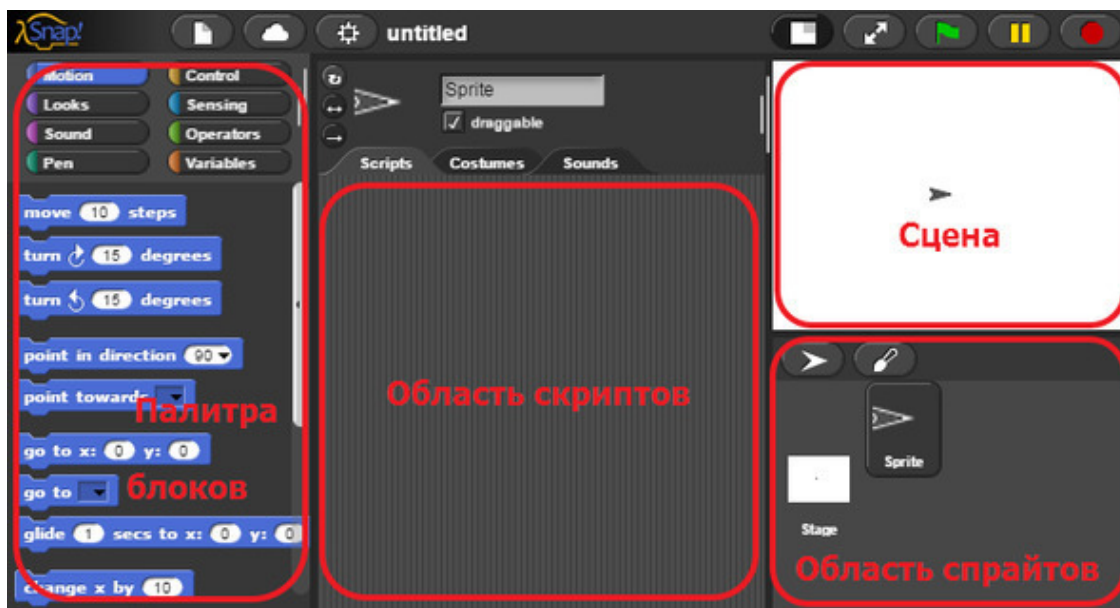 Snap!
untitled
Motion
Control
Looks
Sensing
Sound
Operators
Pen
Variables
move 10 steps
turn 15 degrees
turn 15 degrees
point in direction 90
point towards
go to x: 0 y: 0
go to
glide 1 secs to x: 0 y: 0
change x by 10
Палитра
блоков
Sprite
draggable
Scripts
Costumes
Sounds
Область скриптов
Сцена
Sprite
Stage
Область спрайтов